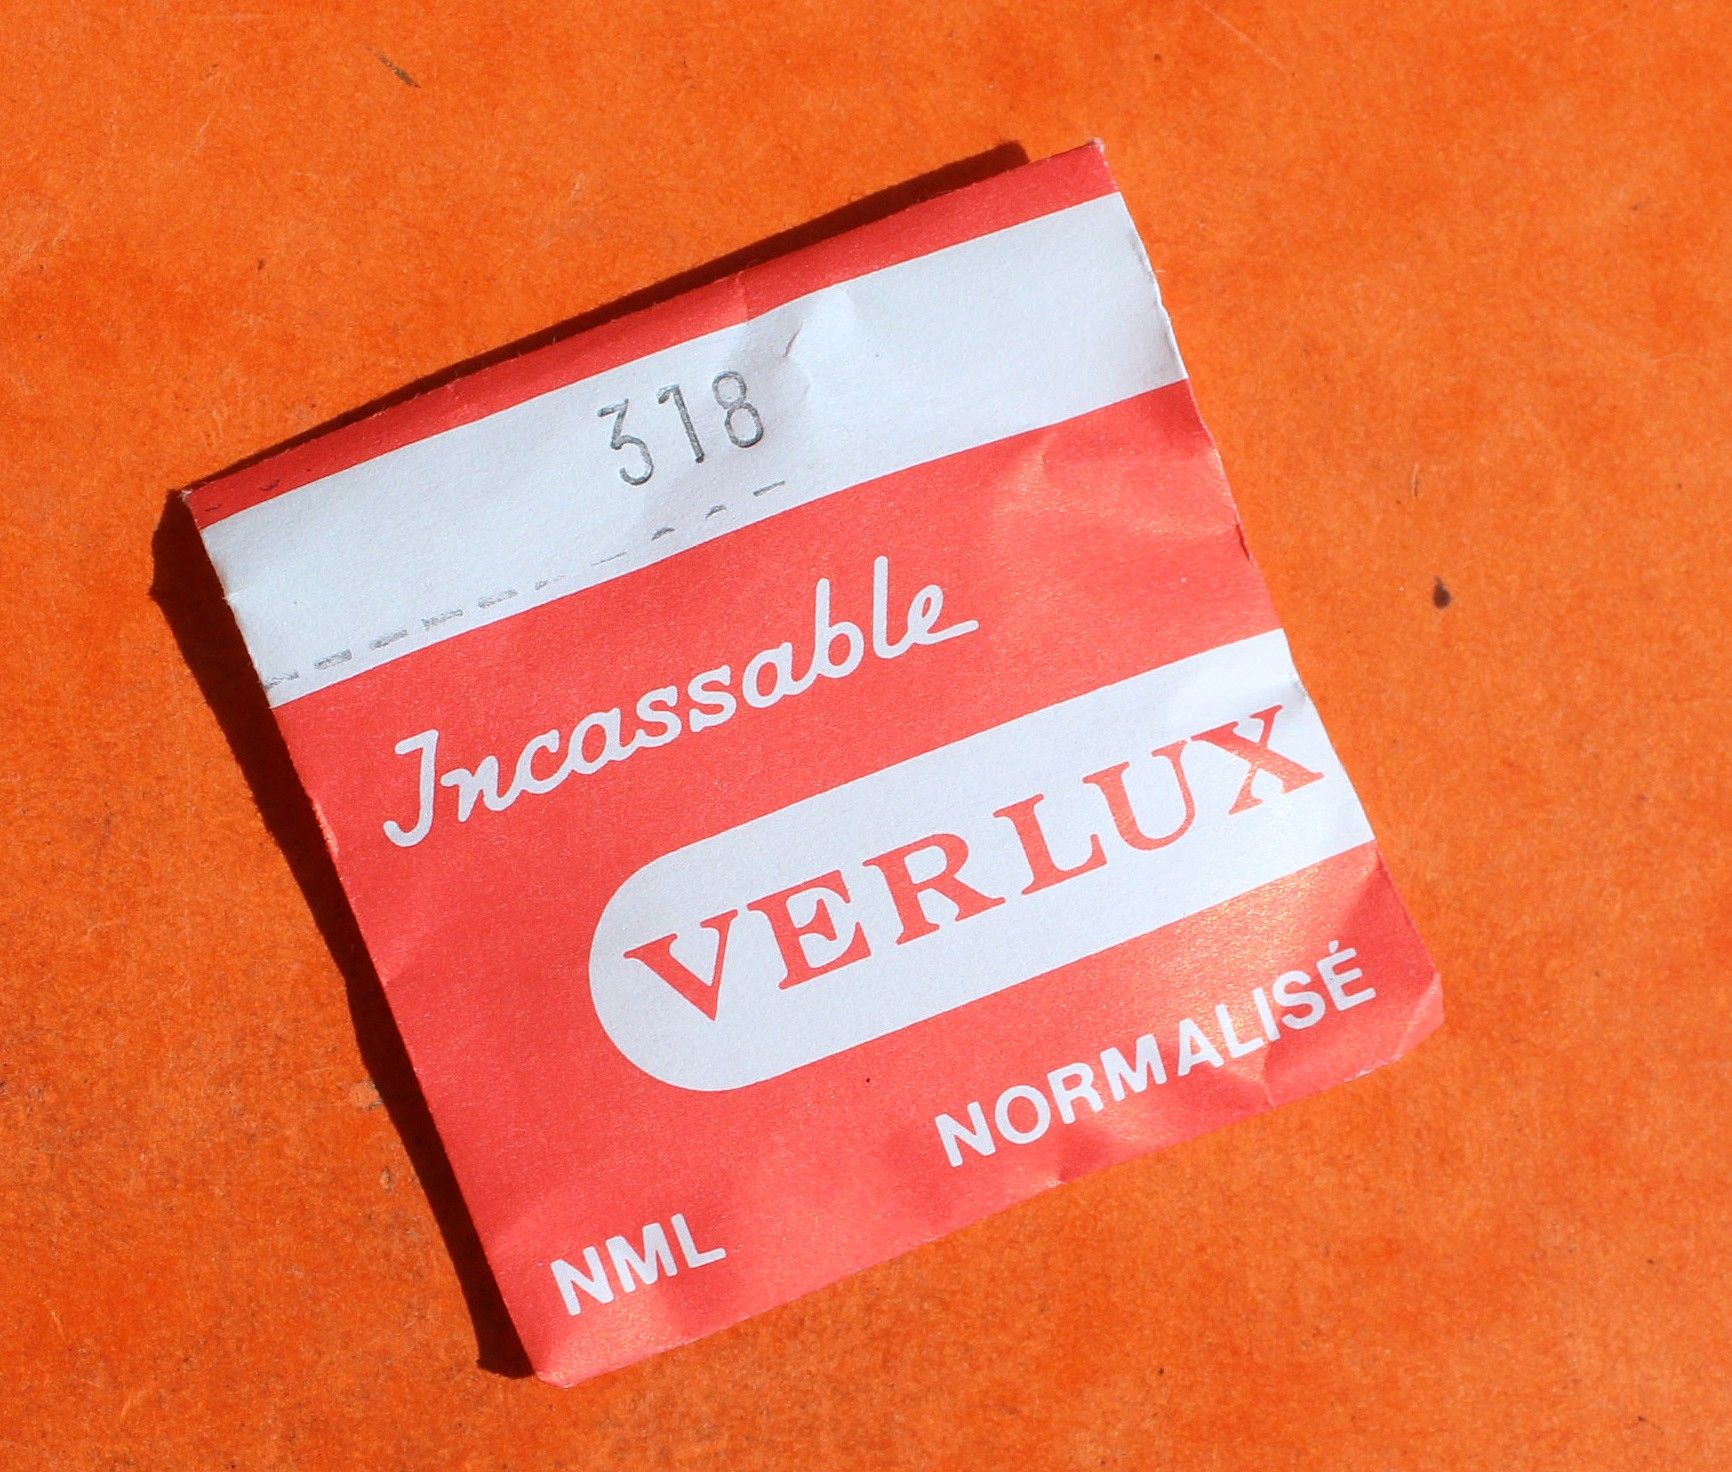 318
Incassable
VERLUX
NORMALISÉ
NML